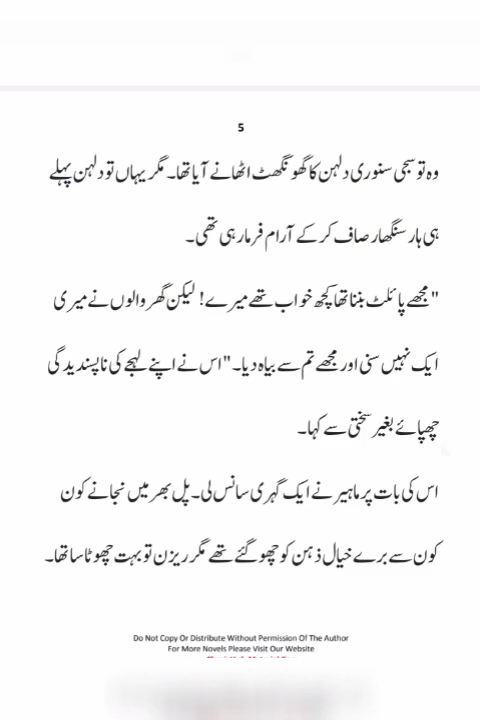 5
وہ تو سجی سنوری دلہن کا گھونگھٹ اٹھانے آیا تھا۔ مگر یہاں تو دلہن پہلے
ہی ہار سنگھار صاف کر کے آرام فرما رہی تھی۔
"مجھے پائلٹ بننا تھا کچھ خواب تھے میرے! لیکن گھر والوں نے میری
ایک نہیں سنی اور مجھے تم سے بیاہ دیا۔" اس نے اپنے لہجے کی ناپسندیدگی
چھپائے بغیر سختی سے کہا۔
اس کی بات پر ماہیر نے ایک گہری سانس لی۔ پل بھر میں نجانے کون
کون سے برے خیال ذہن کو چھو گئے تھے مگر ریزن تو بہت چھوٹا سا تھا۔
Do Not Copy Or Distribute Without Permission Of The Author
For More Novels Please Visit Our Website